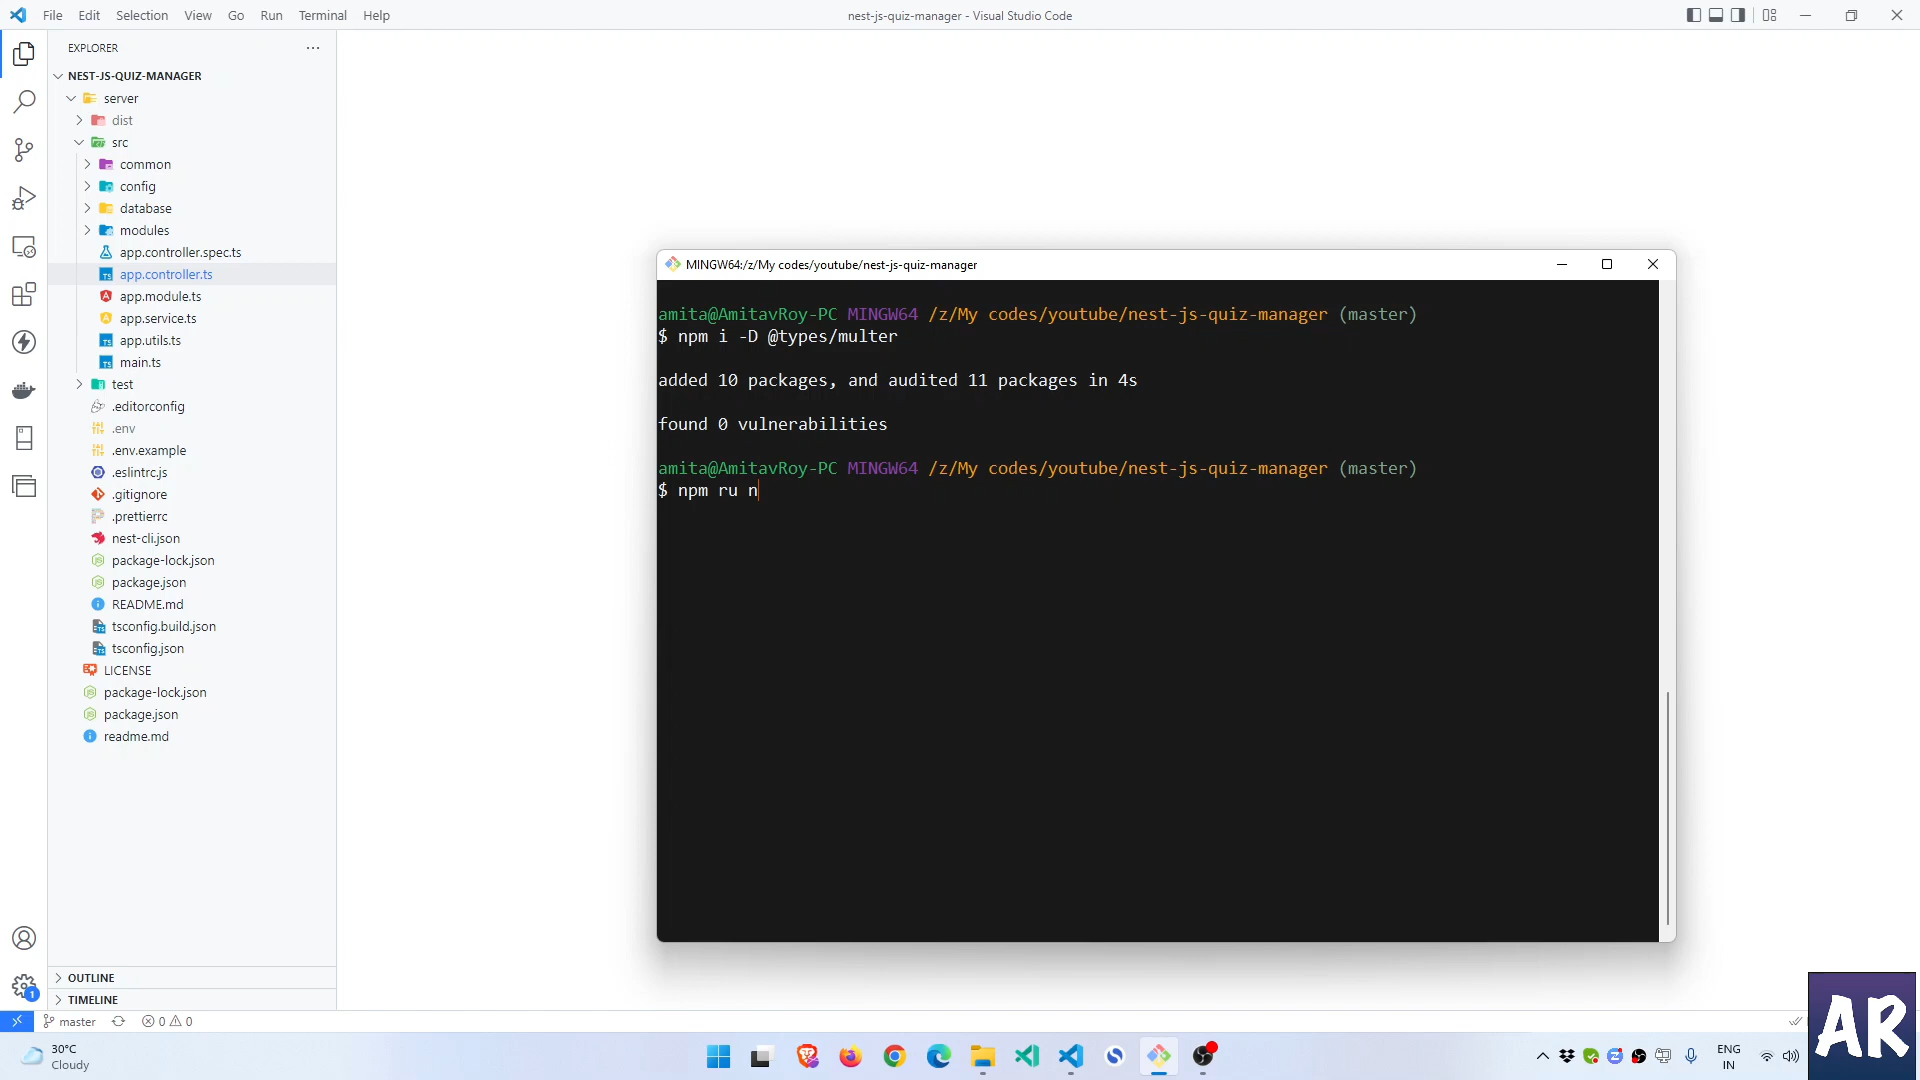 File Edit Selection View Go Run Terminal Help
nest-js-quiz-manager - Visual Studio Code
EXPLORER
NEST-JS-QUIZ-MANAGER
server
dist
src
common
config
database
modules
app.controller.spec.ts
app.controller.ts
app.module.ts
app.service.ts
app.utils.ts
main.ts
test
.editorconfig
.env
.env.example
.eslintrc.js
.gitignore
.prettierrc
nest-cli.json
package-lock.json
package.json
README.md
tsconfig.build.json
tsconfig.json
LICENSE
package-lock.json
package.json
readme.md
OUTLINE
TIMELINE
master
0 0
MINGW64:/z/My codes/youtube/nest-js-quiz-manager
amita@AmitavRoy-PC MINGW64 /z/My codes/youtube/nest-js-quiz-manager (master)
$ npm i -D @types/multer
added 10 packages, and audited 11 packages in 4s
found 0 vulnerabilities
amita@AmitavRoy-PC MINGW64 /z/My codes/youtube/nest-js-quiz-manager (master)
$ npm ru n
1
30°C
Cloudy
ENG
IN
AR